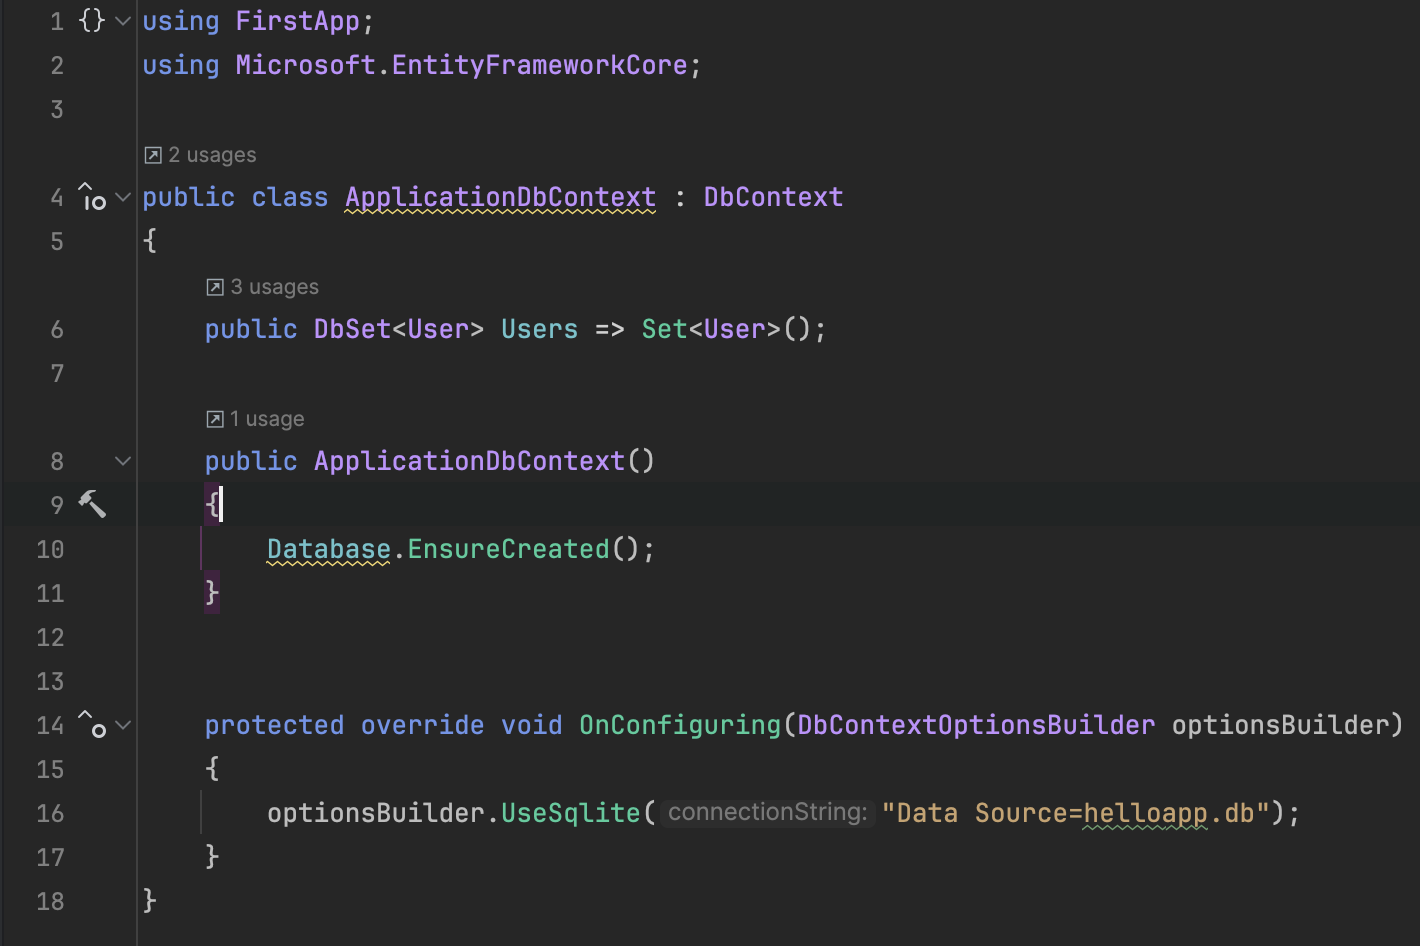 1 {} using FirstApp;
2 using Microsoft.EntityFrameworkCore;
3
2 usages
4 public class ApplicationDbContext : DbContext
5 {
3 usages
6 public DbSet<User> Users => Set<User>();
7
1 usage
8 public ApplicationDbContext()
9 {
10 Database.EnsureCreated();
11 }
12
13
14 protected override void OnConfiguring(DbContextOptionsBuilder optionsBuilder)
15 {
16 optionsBuilder.UseSqlite( connectionString: "Data Source=helloapp.db");
17 }
18 }